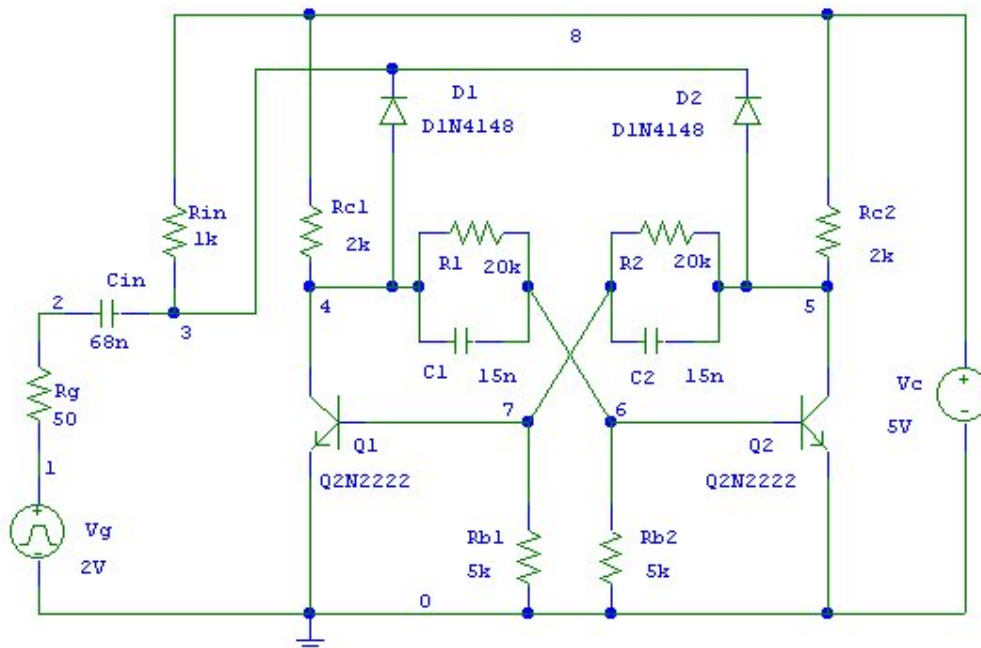 8
D1
D1N4148
D2
D1N4148
Rin
1k
Rc1
2k
R1
20k
R2
20k
Rc2
2k
Cin
2
3
68n
4
5
C1
15n
C2
15n
Rg
50
1
Vc
5V
7
6
Q1
Q2N2222
Q2
Q2N2222
Vg
2V
Rb1
5k
Rb2
5k
0